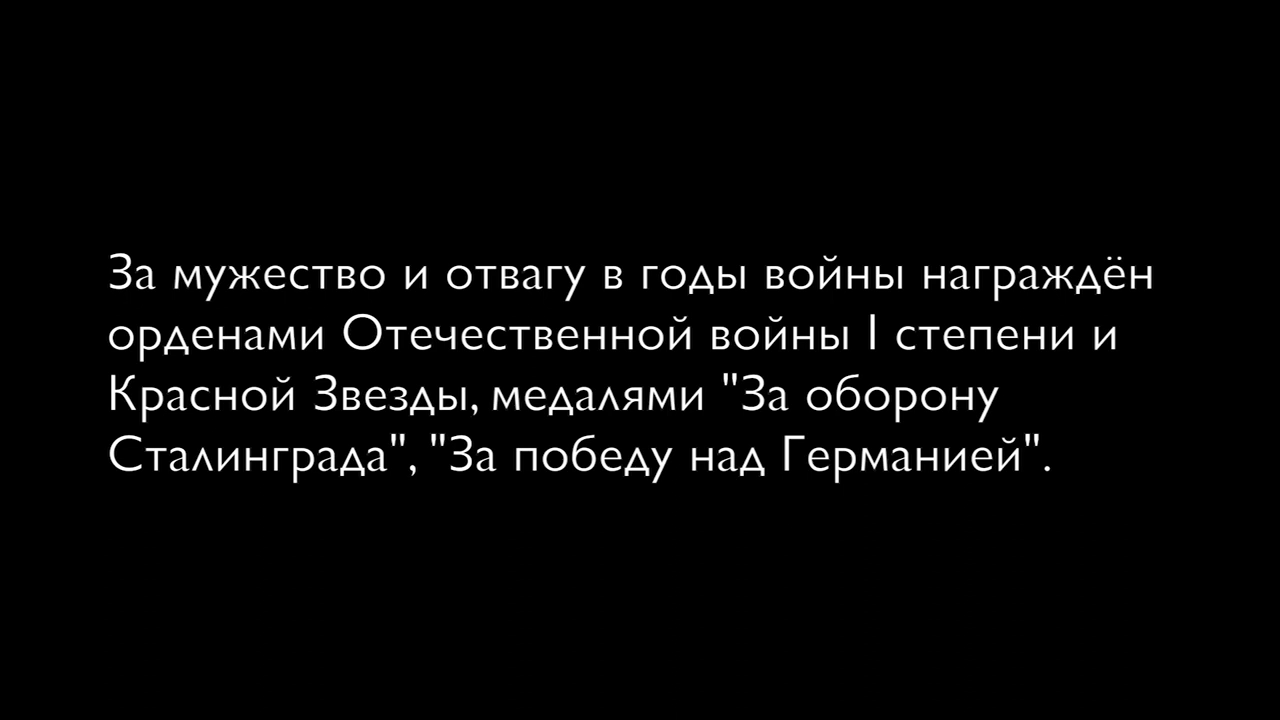 За мужество и отвагу в годы войны награждён
орденами Отечественной войны I степени и
Красной Звезды, медалями "За оборону
Сталинграда", "За победу над Германией".